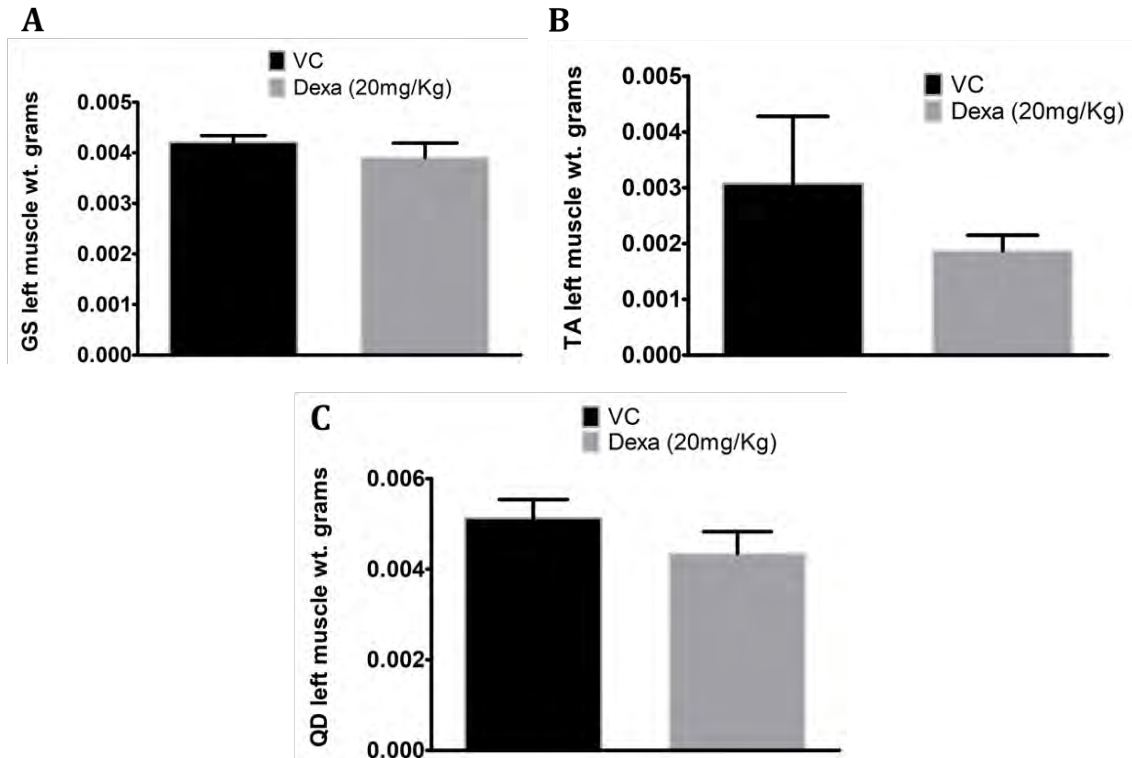 A
VC
Dexa (20mg/Kg)
GS left muscle wt. grams
0.005
0.004
0.003
0.002
0.001
0.000
B
VC
Dexa (20mg/Kg)
TA left muscle wt. grams
0.005
0.004
0.003
0.002
0.001
0.000
C
VC
Dexa (20mg/Kg)
QD left muscle wt. grams
0.006
0.004
0.002
0.000